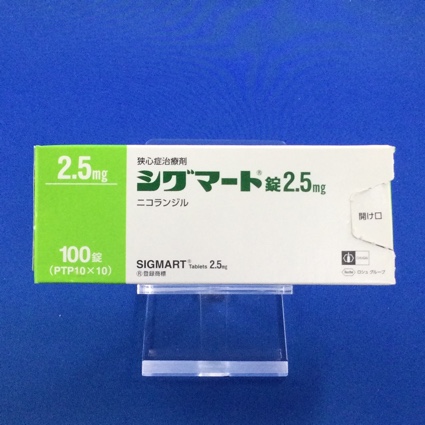 2.5mg
100錠
(PTP10×10)
狭心症治療剤
シグマート®錠2.5mg
ニコランジル
SIGMART® Tablets 2.5mg
Ⓡ登録商標
開け口
Roche ロシュ グループ